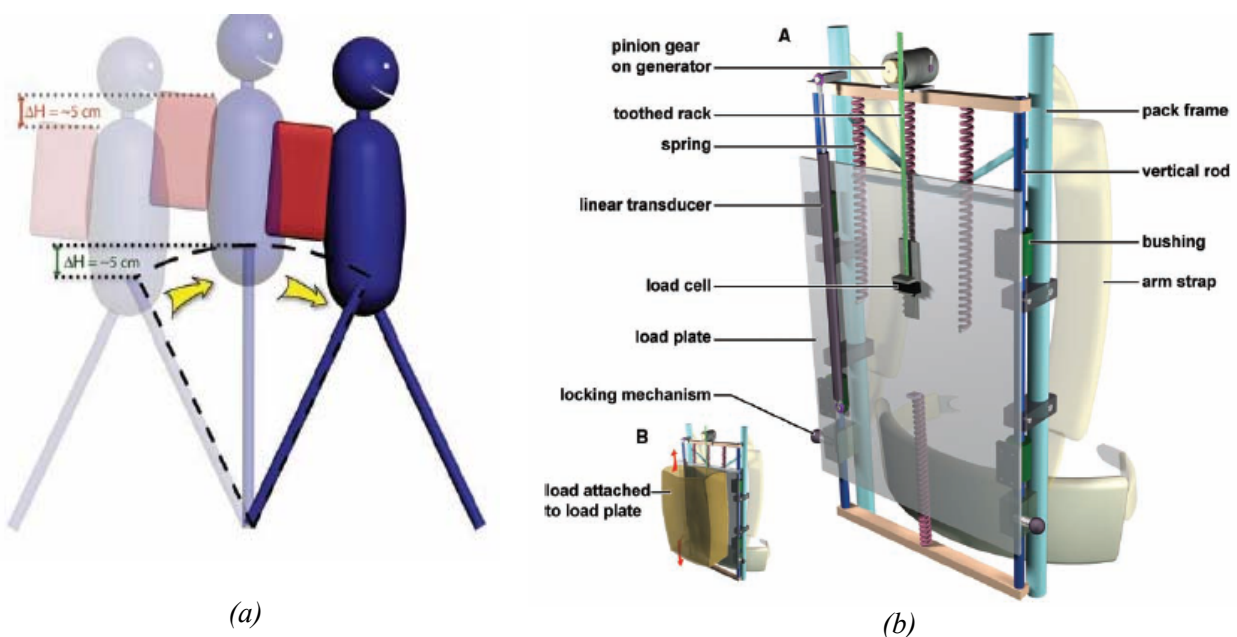 ΔH = ~5 cm
ΔH = ~5 cm
(a)
A
pinion gear
on generator
toothed rack
spring
linear transducer
load cell
load plate
locking mechanism
B
load attached
to load plate
pack frame
vertical rod
bushing
arm strap
(b)